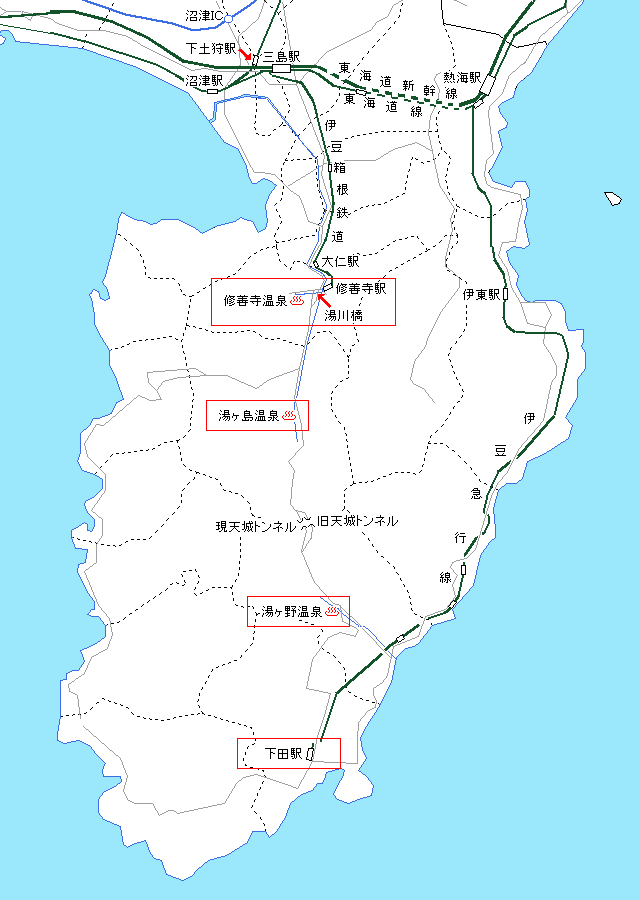 沼津IC
下土狩駅
三島駅
沼津駅
東海道新幹線
東海道線
熱海駅
伊豆箱根鉄道
大仁駅
修善寺温泉
修善寺駅
湯川橋
伊東駅
湯ヶ島温泉
伊豆急行線
現天城トンネル
旧天城トンネル
湯ヶ野温泉
下田駅